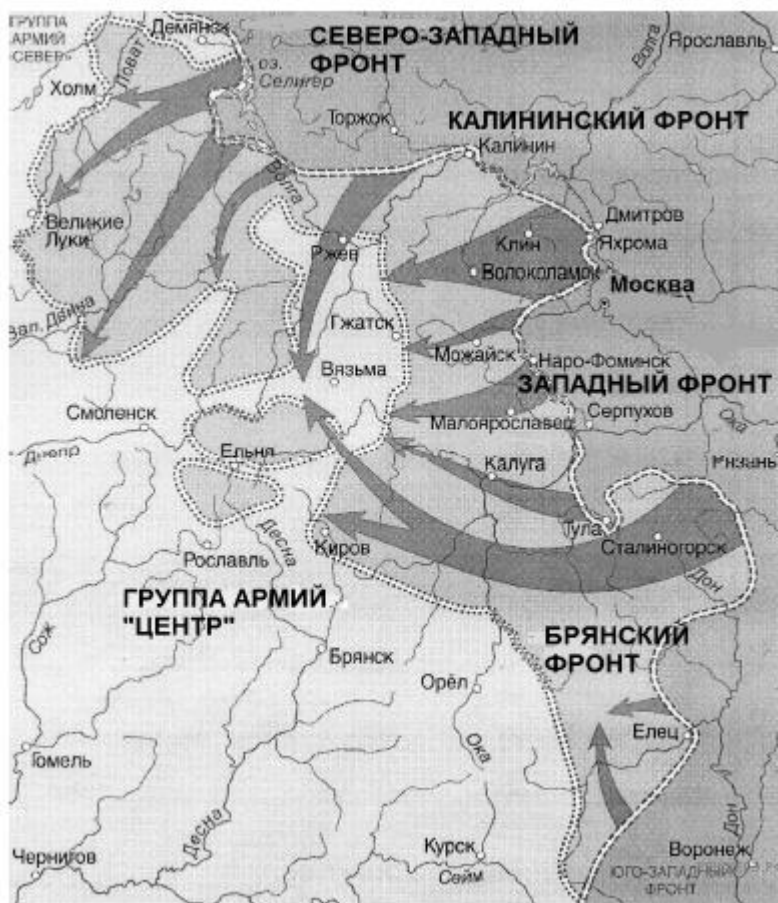 ГРУППА
АРМИЙ
«СЕВЕР»
Демянск
СЕВЕРО-ЗАПАДНЫЙ
ФРОНТ
Волга
Ярославль
Ловать
оз.
Селигер
Холм
Торжок
КАЛИНИНСКИЙ ФРОНТ
Калинин
Волга
Великие
Луки
Дмитров
Клин
Яхрома
Ржев
Волоколамск
Москва
Зап. Двина
Гжатск
Можайск
Наро-Фоминск
Вязьма
ЗАПАДНЫЙ ФРОНТ
Смоленск
Малоярославец
Серпухов
Ока
Днепр
Ельня
Калуга
Рязань
Десна
Тула
Рославль
Киров
Сталиногорск
Дон
ГРУППА АРМИЙ
"ЦЕНТР"
БРЯНСКИЙ
ФРОНТ
Сож
Брянск
Орёл
Елец
Ока
Гомель
Десна
Дон
Курск
Воронеж
Чернигов
Сейм
ЮГО-ЗАПАДНЫЙ
ФРОНТ